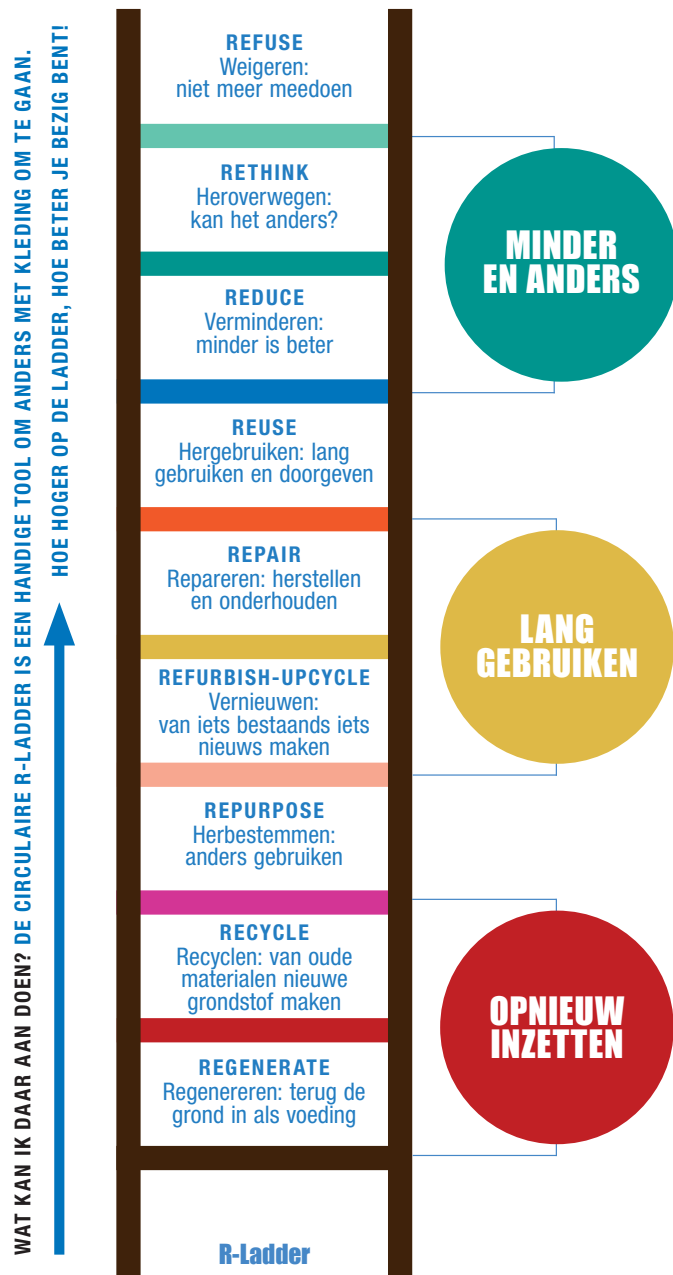 WAT KAN IK DAAR AAN DOEN? DE CIRCULAIRE R-LADDER IS EEN HANDIGE TOOL OM ANDERS MET KLEDING OM TE GAAN.
HOE HOGER OP DE LADDER, HOE BETER JE BEZIG BENT!
REFUSE
Weigeren:
niet meer meedoen
RETHINK
Heroverwegen:
kan het anders?
REDUCE
Verminderen:
minder is beter
MINDER
EN ANDERS
REUSE
Hergebruiken: lang
gebruiken en doorgeven
REPAIR
Repareren: herstellen
en onderhouden
REFURBISH-UPCYCLE
Vernieuwen:
van iets bestaands iets
nieuws maken
LANG
GEBRUIKEN
REPURPOSE
Herbestemmen:
anders gebruiken
RECYCLE
Recyclen: van oude
materialen nieuwe
grondstof maken
REGENERATE
Regenereren: terug de
grond in als voeding
OPNIEUW
INZETTEN
R-Ladder